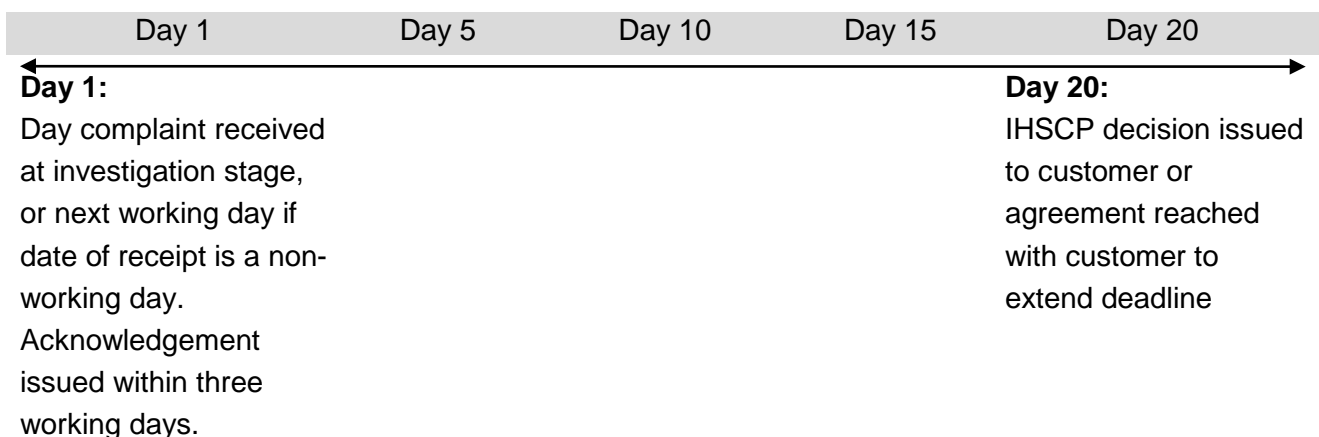 Day 1 Day 5 Day 10 Day 15 Day 20
Day 1:
Day complaint received
at investigation stage,
or next working day if
date of receipt is a non-
working day.
Acknowledgement
issued within three
working days.
Day 20:
IHSCP decision issued
to customer or
agreement reached
with customer to
extend deadline